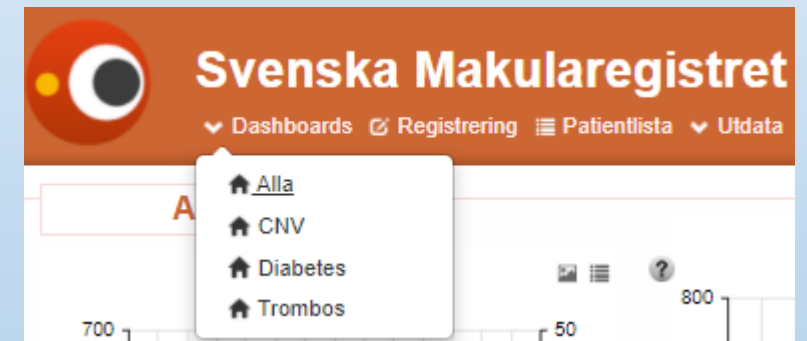 Svenska Makularegistret
Dashboards Registrering Patientlista Utdata
Alla
A
CNV
Diabetes
?
Trombos
800
700
50